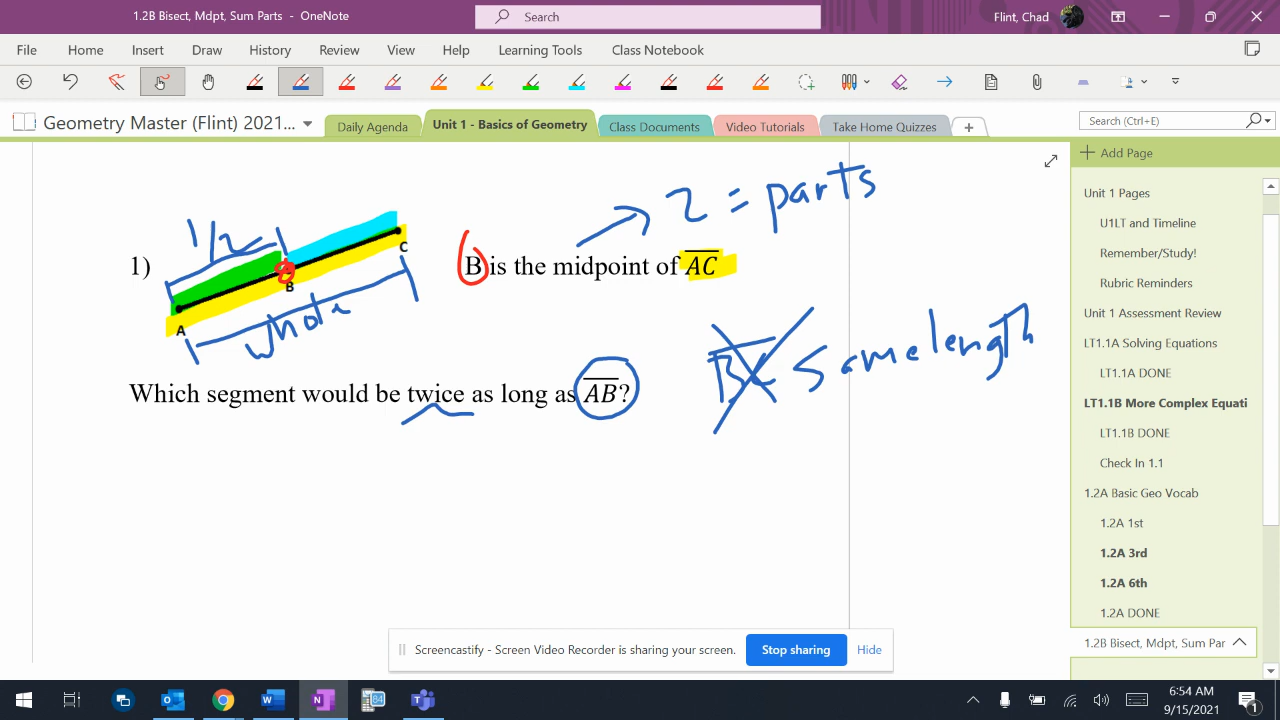 1.2B Bisect, Mdpt, Sum Parts - OneNote
Search
Flint, Chad
File Home Insert Draw History Review View Help Learning Tools Class Notebook
Geometry Master (Flint) 2021...
Daily Agenda
Unit 1 - Basics of Geometry
Class Documents
Video Tutorials
Take Home Quizzes
Search (Ctrl+E)
Add Page
Unit 1 Pages
U1LT and Timeline
Remember/Study!
Rubric Reminders
Unit 1 Assessment Review
LT1.1A Solving Equations
LT1.1A DONE
LT1.1B More Complex Equati
LT1.1B DONE
Check In 1.1
1.2A Basic Geo Vocab
1.2A 1st
1.2A 3rd
1.2A 6th
1.2A DONE
1.2B Bisect, Mdpt, Sum Par
2 = parts
1/2
C
1) B is the midpoint of AC
B
A
whole
BC same length
Which segment would be twice as long as AB?
Screencastify - Screen Video Recorder is sharing your screen. Stop sharing Hide
6:54 AM
9/15/2021
1